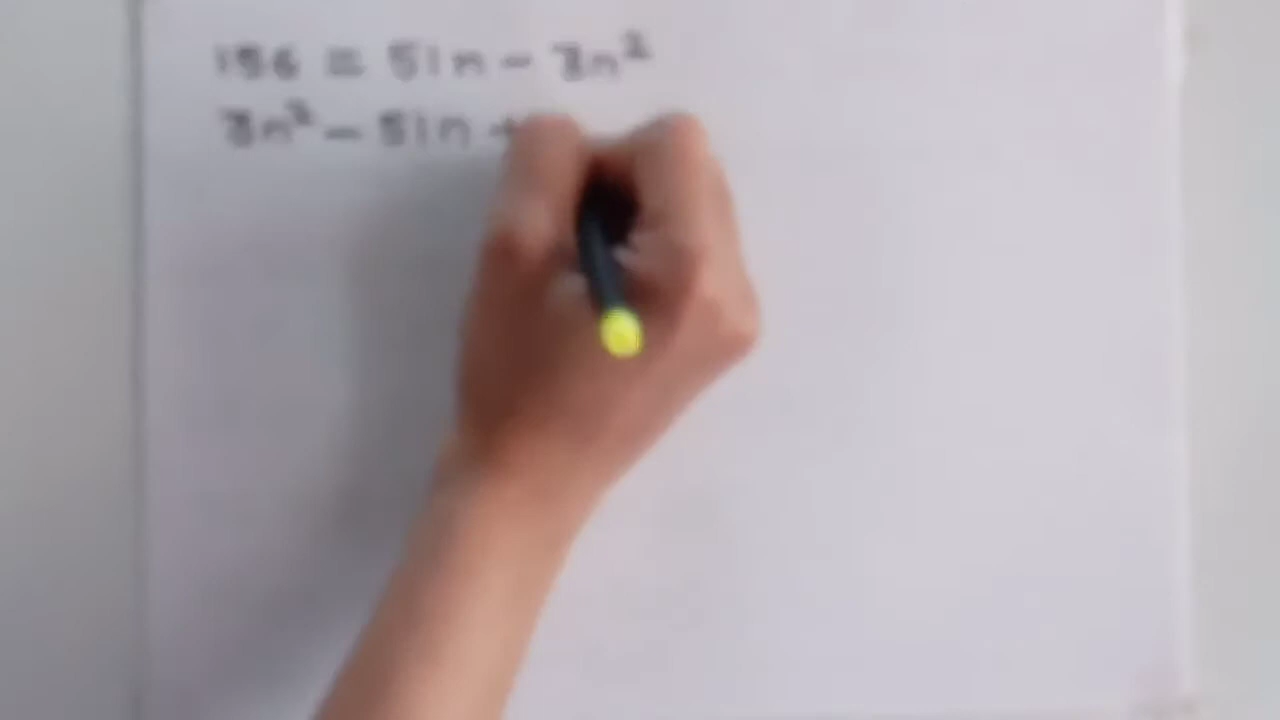 156 = 51n - 3n²
3n² - 51n +